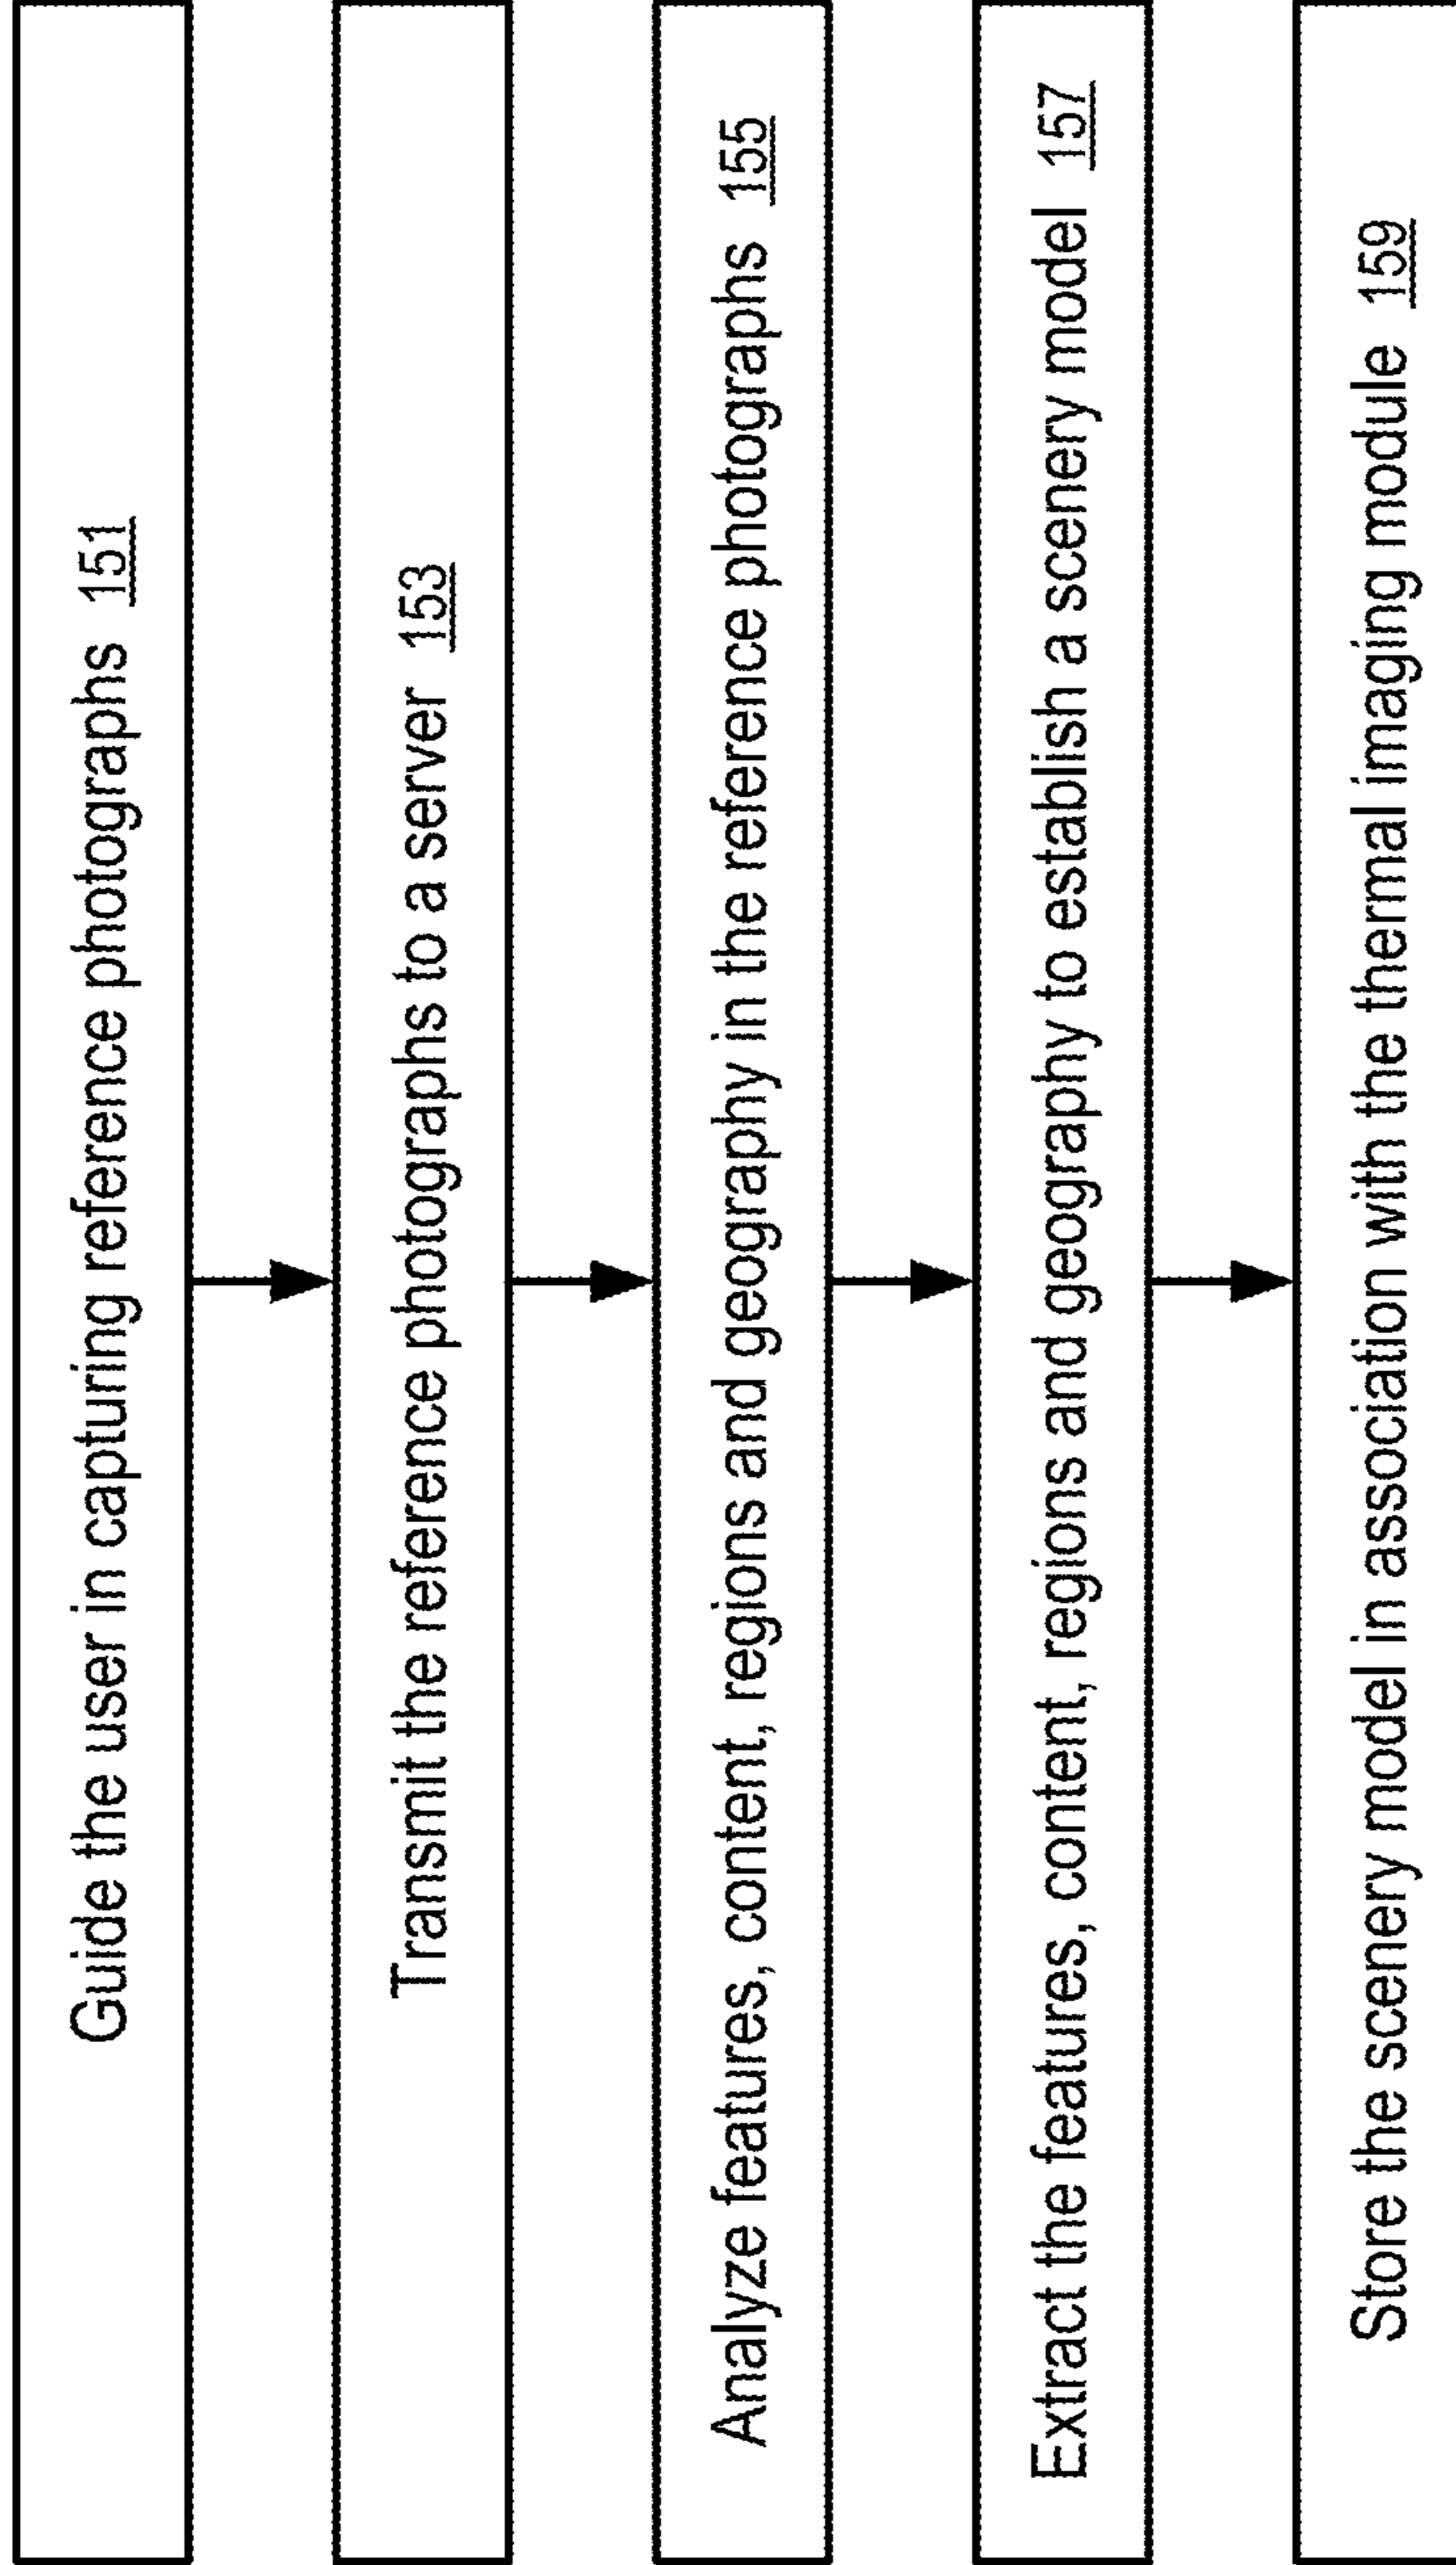 Guide the user in capturing reference photographs 151
Transmit the reference photographs to a server 153
Analyze features, content, regions and geography in the reference photographs 155
Extract the features, content, regions and geography to establish a scenery model 157
Store the scenery model in association with the thermal imaging module 159